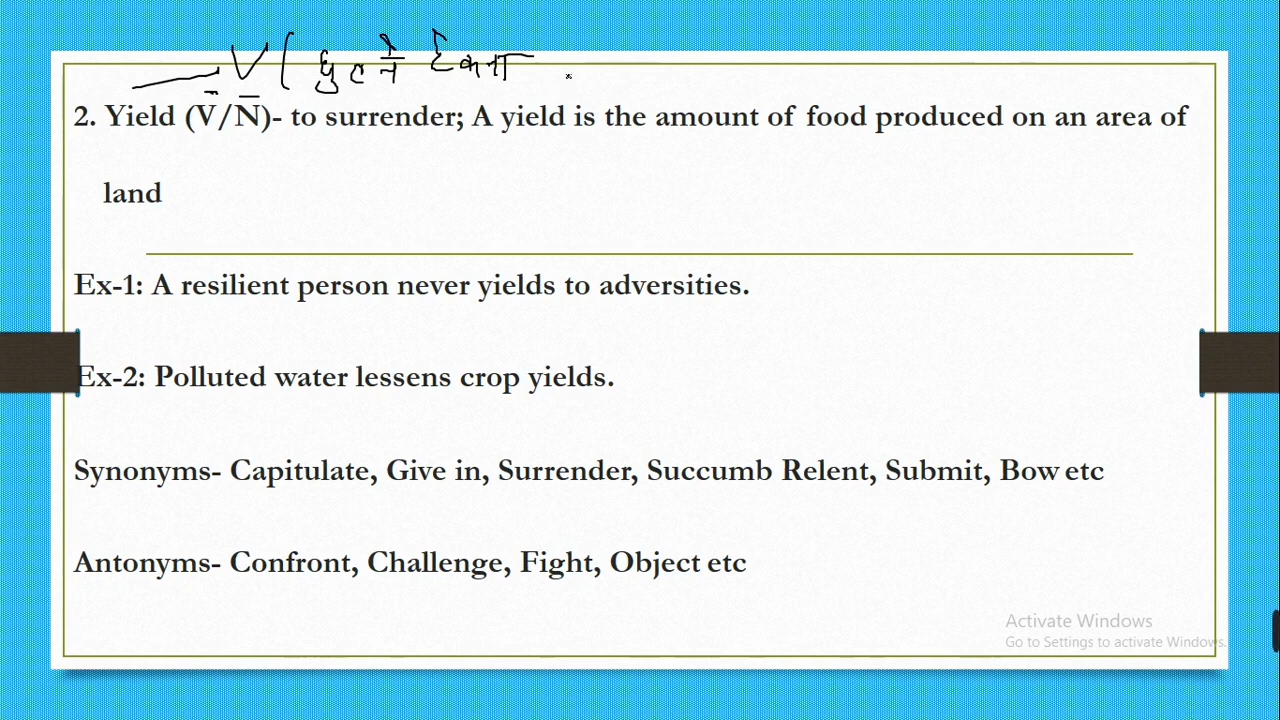 V ( घुटने टेकना
2. Yield (V/N)- to surrender; A yield is the amount of food produced on an area of
land
Ex-1: A resilient person never yields to adversities.
Ex-2: Polluted water lessens crop yields.
Synonyms- Capitulate, Give in, Surrender, Succumb Relent, Submit, Bow etc
Antonyms- Confront, Challenge, Fight, Object etc
Activate Windows
Go to Settings to activate Windows.